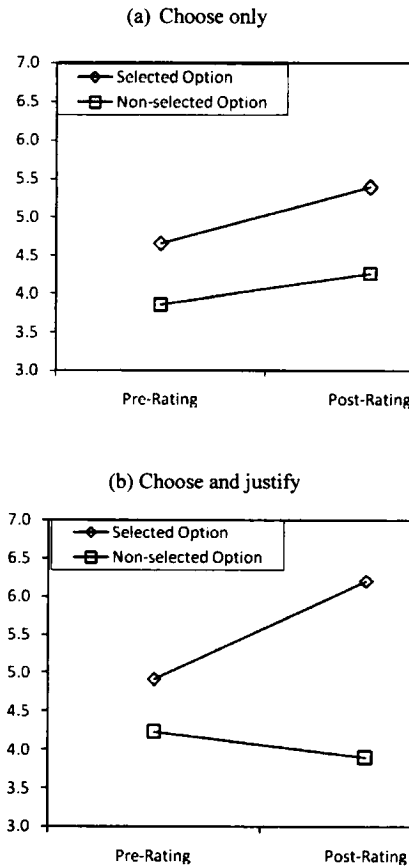 (a) Choose only
7.0
Selected Option
6.5
Non-selected Option
6.0
5.5
5.0
4.5
4.0
3.5
3.0
Pre-Rating Post-Rating
(b) Choose and justify
7.0
Selected Option
6.5
Non-selected Option
6.0
5.5
5.0
4.5
4.0
3.5
3.0
Pre-Rating Post-Rating